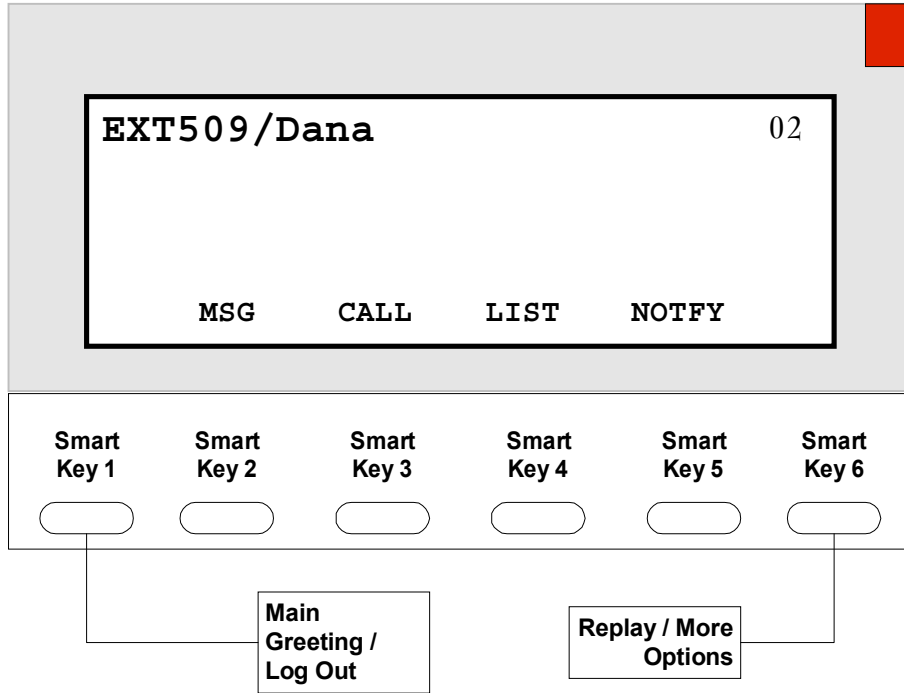 EXT509/Dana 02
MSG CALL LIST NOTFY
Smart Key 1
Smart Key 2
Smart Key 3
Smart Key 4
Smart Key 5
Smart Key 6
Main
Greeting /
Log Out
Replay / More
Options